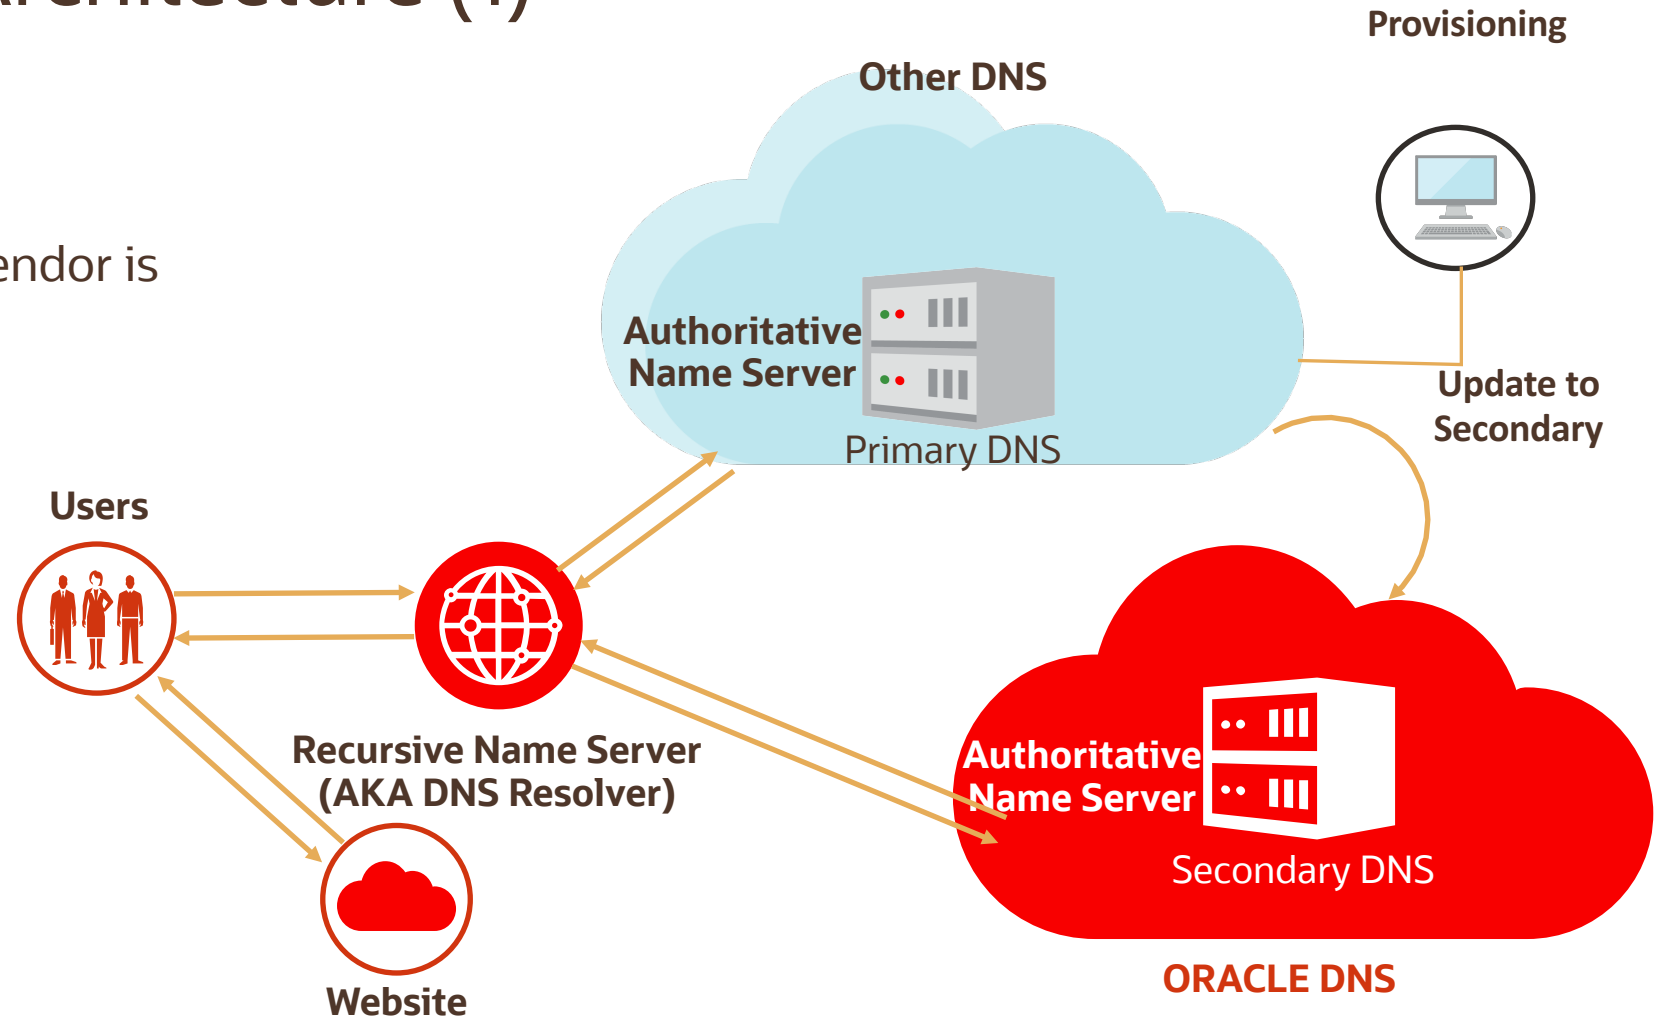 (4)
Provisioning
Other DNS
endor is
Authoritative
Name Server
Primary DNS
Update to
Secondary
Users
Recursive Name Server
(AKA DNS Resolver)
Authoritative
Name Server
Secondary DNS
ORACLE DNS
Website